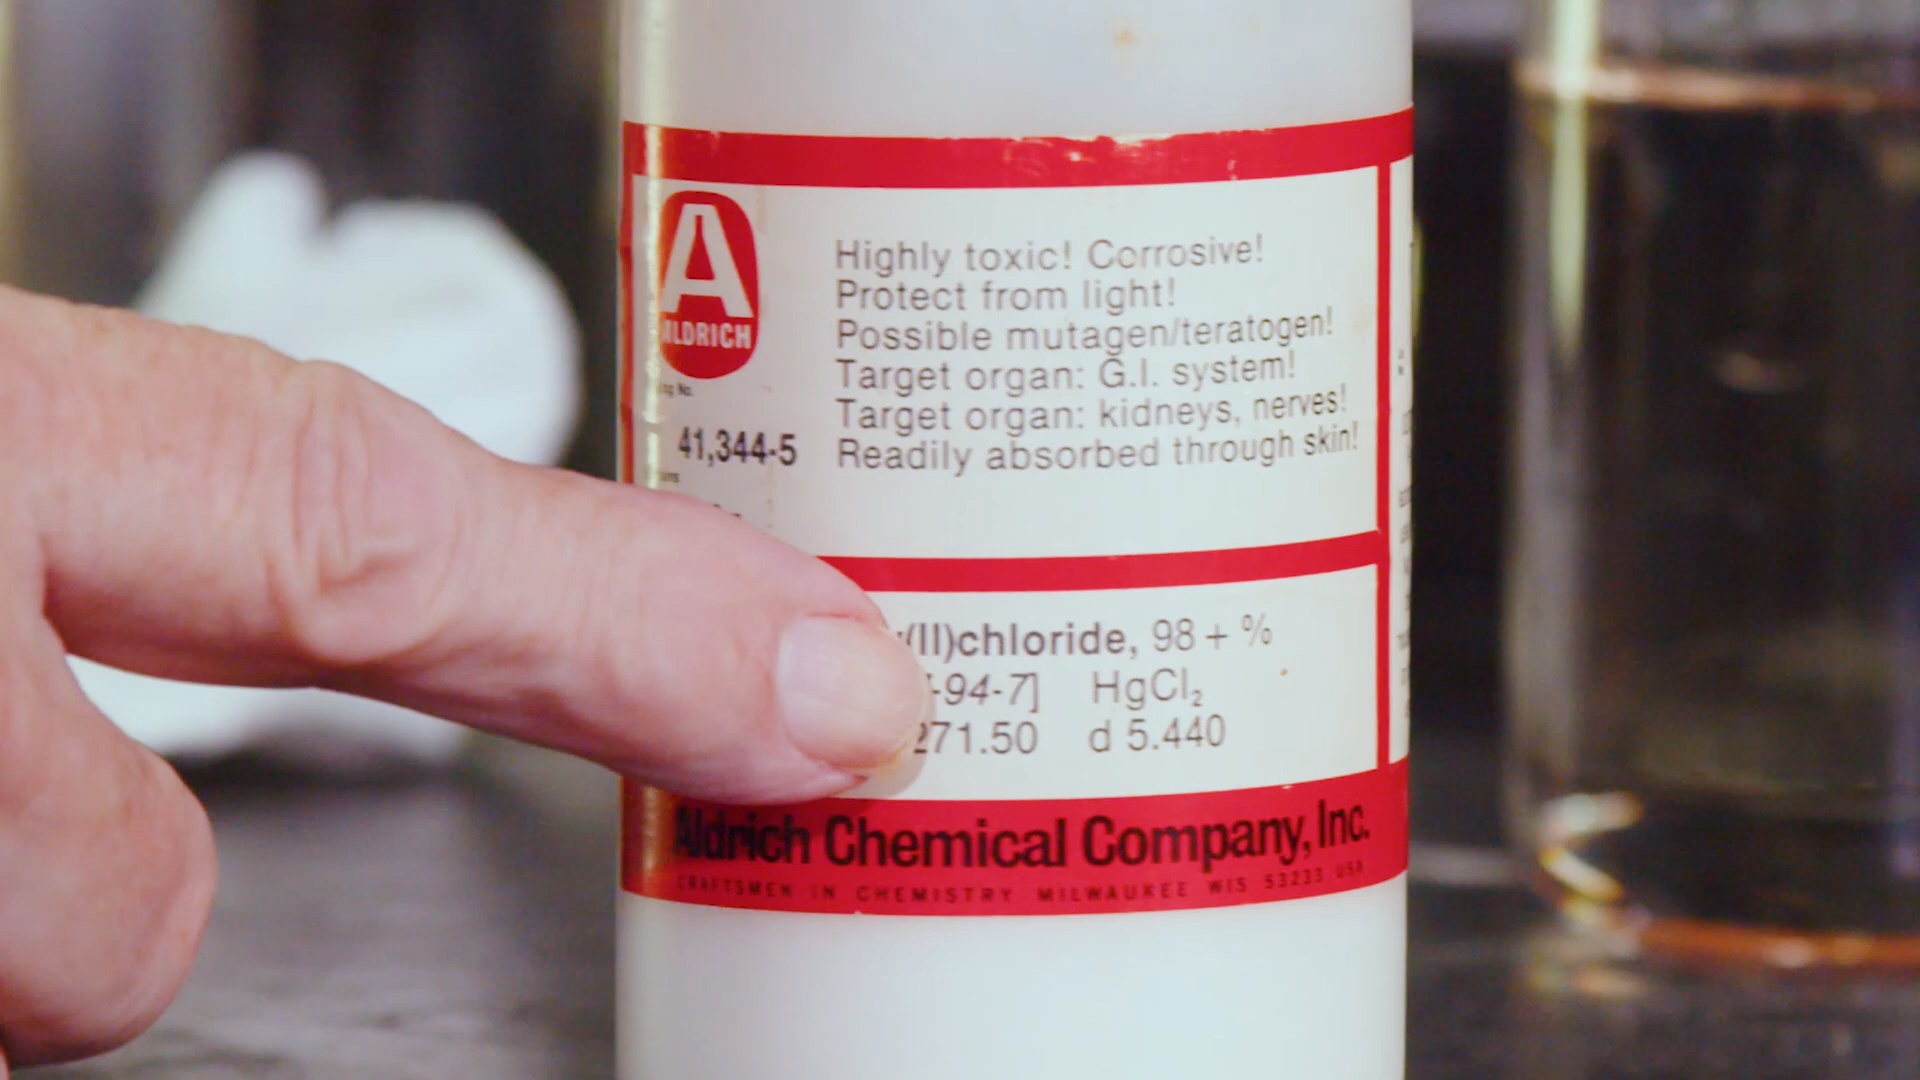 A
ALDRICH
Highly toxic! Corrosive!
Protect from light!
Possible mutagen/teratogen!
Target organ: G.I. system!
Target organ: kidneys, nerves!
Readily absorbed through skin!
No.
41,344-5
(II)chloride, 98 + %
-94-7] HgCl₂
271.50 d 5.440
Aldrich Chemical Company, Inc.
CRAFTSMEN IN CHEMISTRY MILWAUKEE WIS 53233 USA